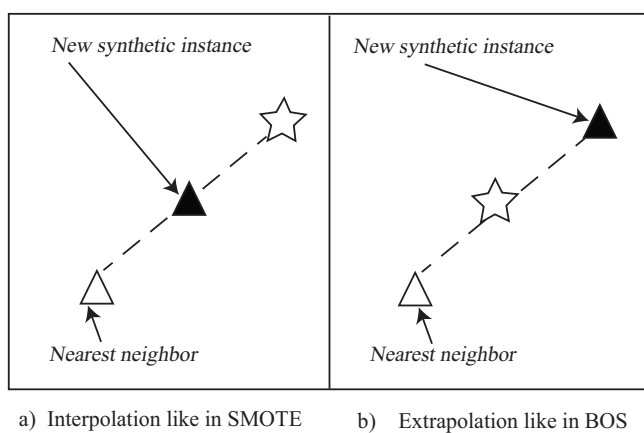 New synthetic instance
Nearest neighbor
New synthetic instance
Nearest neighbor
a) Interpolation like in SMOTE
b) Extrapolation like in BOS